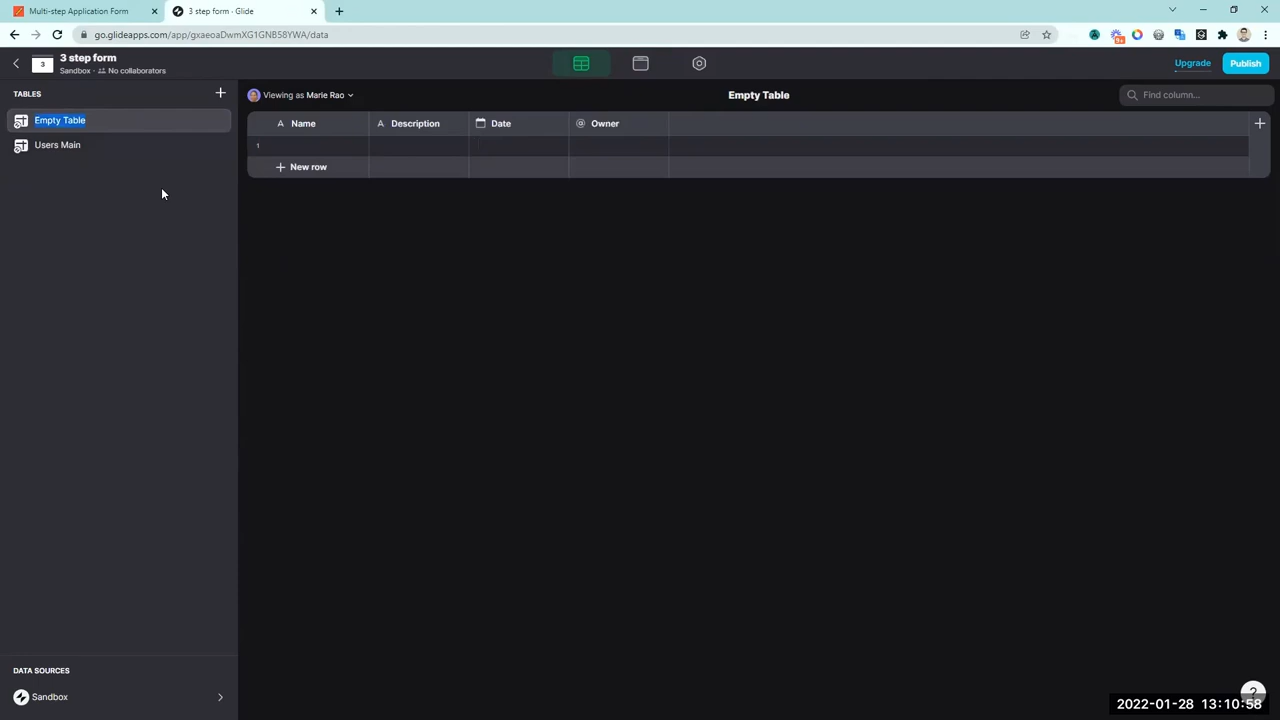 Multi-step Application Form
3 step form - Glide
go.glideapps.com/app/gxaeoaDwmXG1GNB58YWA/data
3
3 step form
Sandbox · No collaborators
Upgrade
Publish
TABLES
Viewing as Marie Rao
Empty Table
Find column...
Empty Table
Users Main
Name
Description
Date
Owner
1
New row
DATA SOURCES
Sandbox
?
2022-01-28 13:10:58